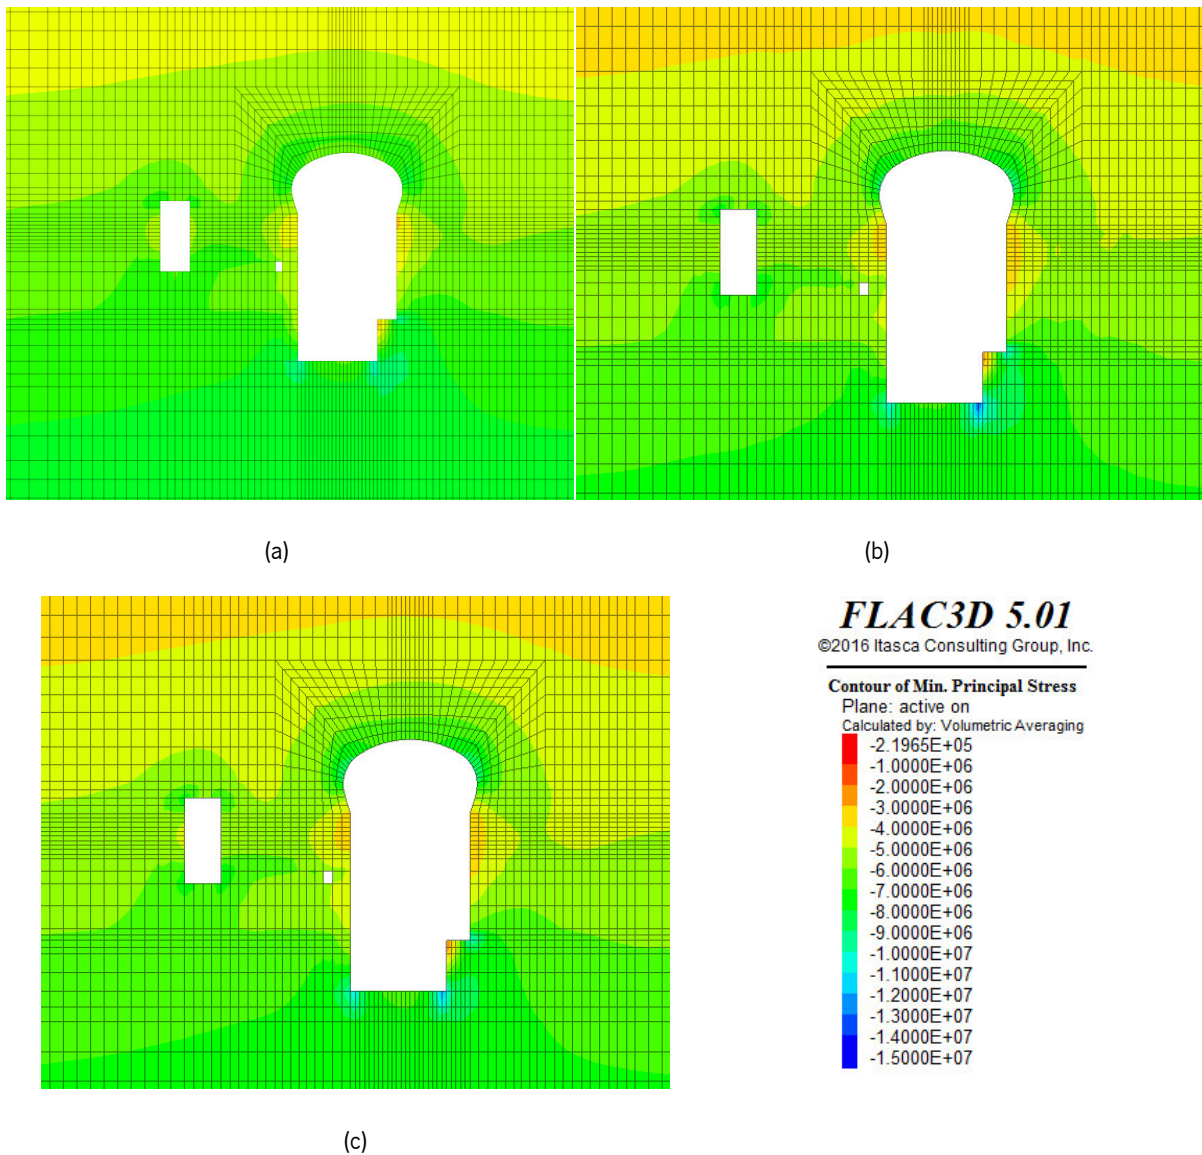 (a)
(b)
FLAC3D 5.01
©2016 Itasca Consulting Group, Inc.
Contour of Min. Principal Stress
Plane: active on
Calculated by: Volumetric Averaging
-2.1965E+05
-1.0000E+06
-2.0000E+06
-3.0000E+06
-4.0000E+06
-5.0000E+06
-6.0000E+06
-7.0000E+06
-8.0000E+06
-9.0000E+06
-1.0000E+07
-1.1000E+07
-1.2000E+07
-1.3000E+07
-1.4000E+07
-1.5000E+07
(c)